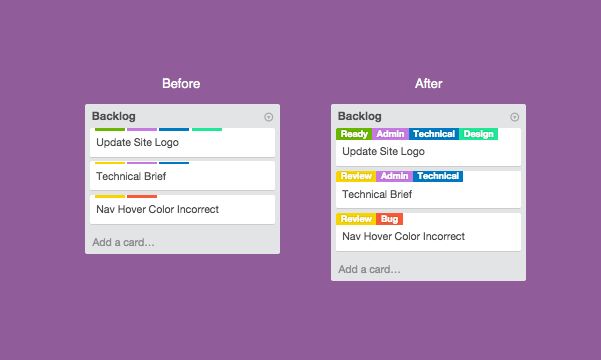 Before
Backlog
Update Site Logo
Technical Brief
Nav Hover Color Incorrect
Add a card...
After
Backlog
Ready Admin Technical Design
Update Site Logo
Review Admin Technical
Technical Brief
Review Bug
Nav Hover Color Incorrect
Add a card...